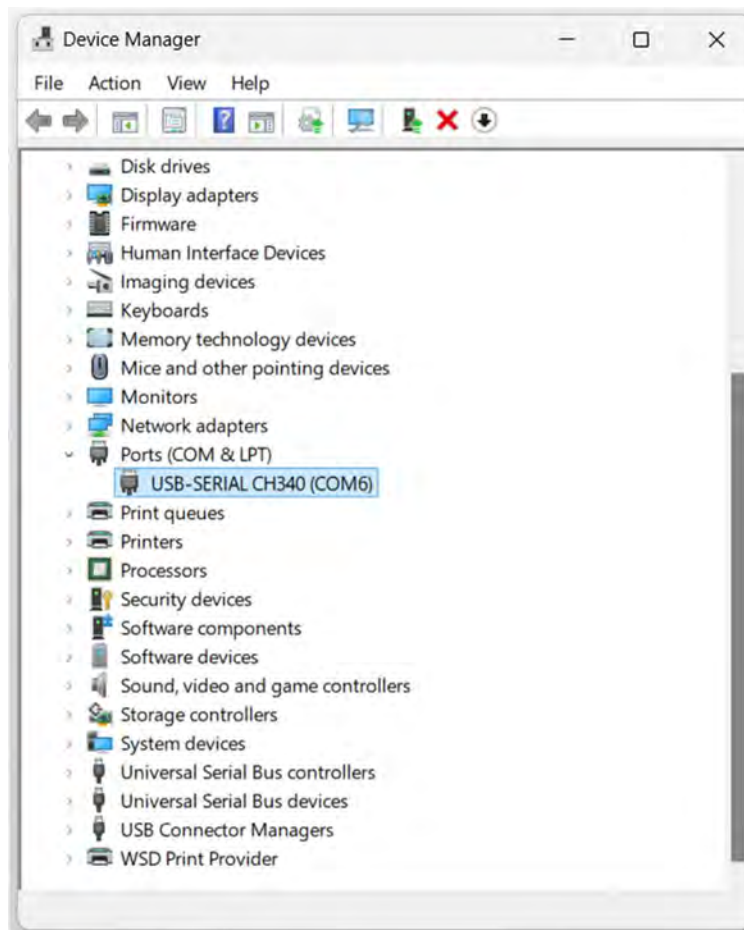 Device Manager
File Action View Help
Disk drives
Display adapters
Firmware
Human Interface Devices
Imaging devices
Keyboards
Memory technology devices
Mice and other pointing devices
Monitors
Network adapters
Ports (COM & LPT)
USB-SERIAL CH340 (COM6)
Print queues
Printers
Processors
Security devices
Software components
Software devices
Sound, video and game controllers
Storage controllers
System devices
Universal Serial Bus controllers
Universal Serial Bus devices
USB Connector Managers
WSD Print Provider